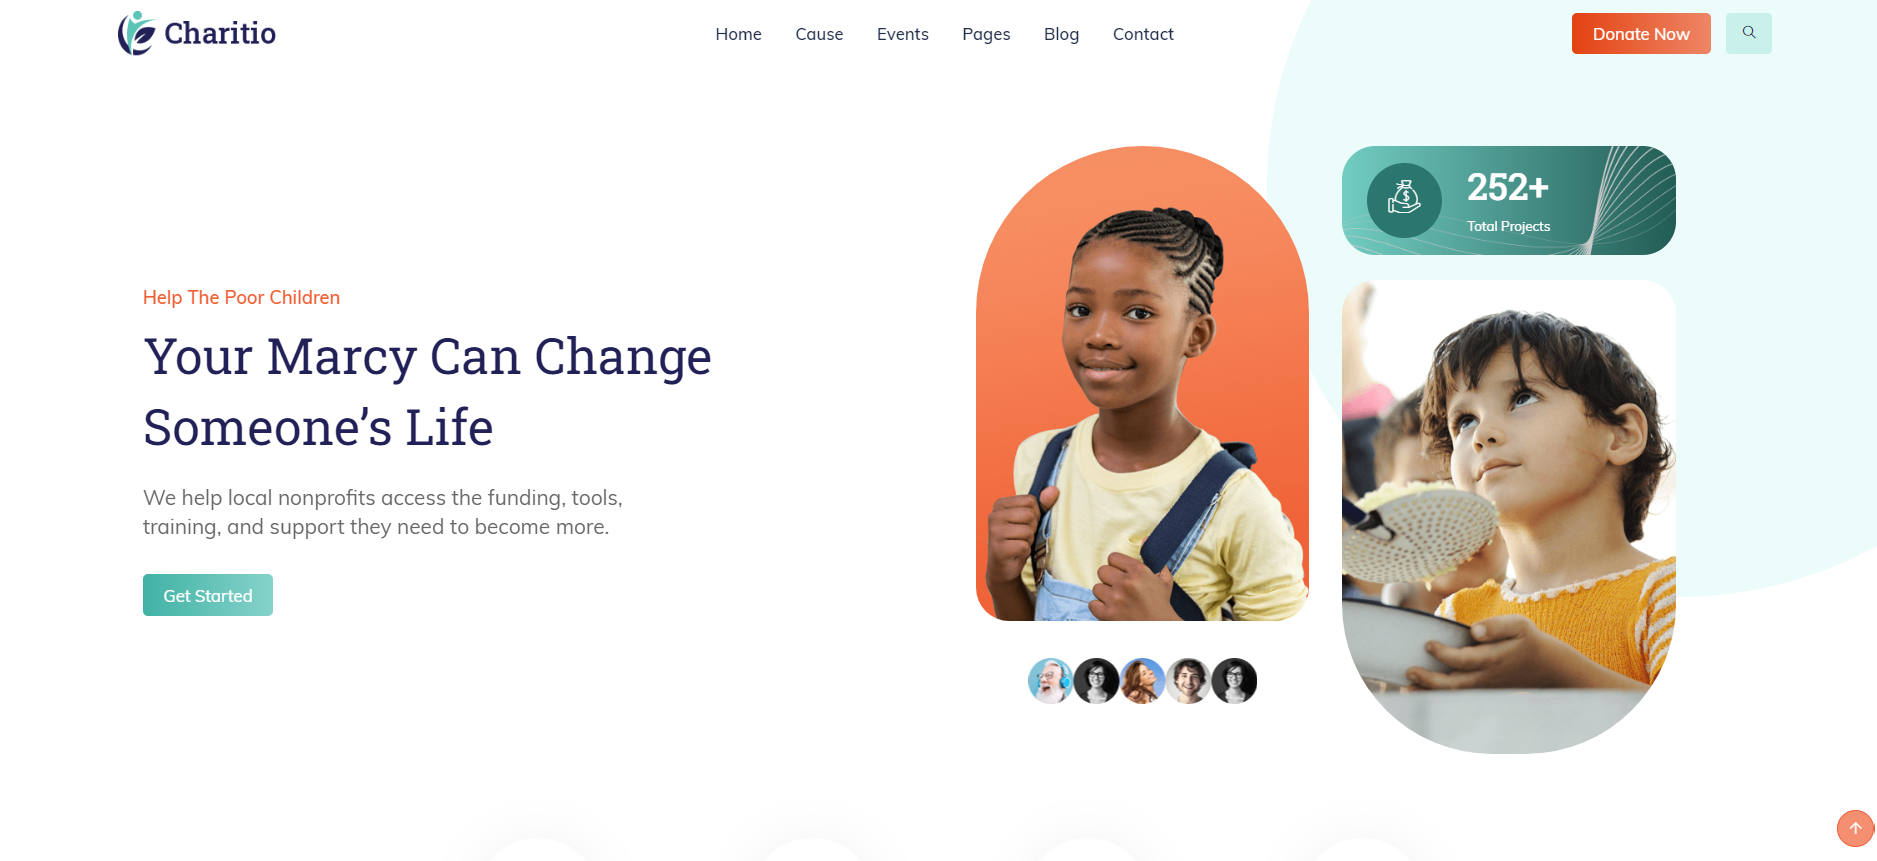 Charitio
Home Cause Events Pages Blog Contact
Donate Now
252+
Total Projects
Help The Poor Children
Your Marcy Can Change
Someone’s Life
We help local nonprofits access the funding, tools,
training, and support they need to become more.
Get Started